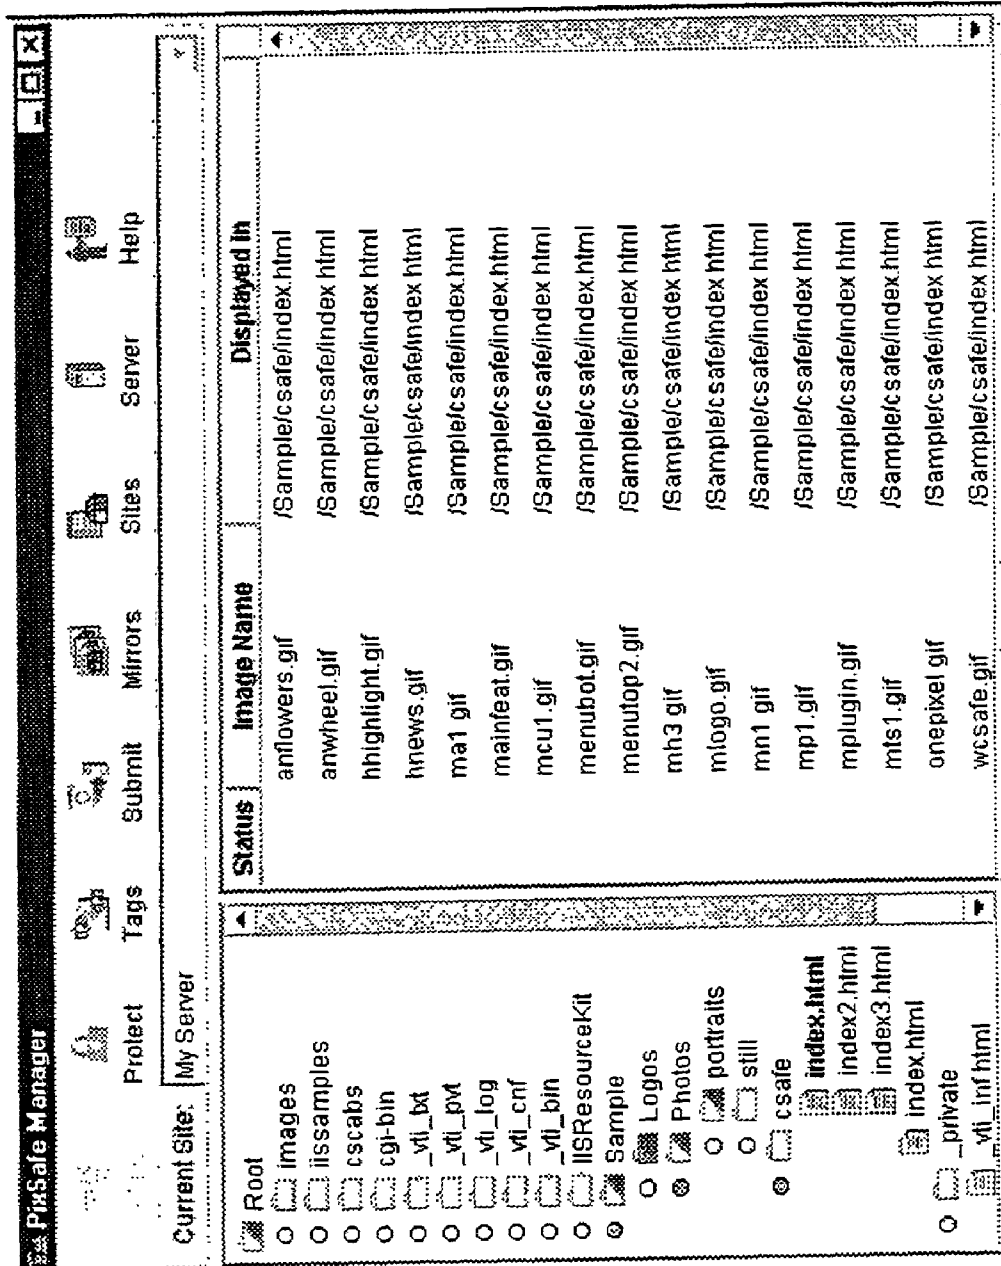 PixSafe Manager
Protect Tags Submit Mirrors Sites Server Help
Current Site: My Server
Root
images
iissamples
cscabs
cgi-bin
_vti_txt
_vti_pvt
_vti_log
_vti_cnf
_vti_bin
IISResourceKit
Sample
Logos
Photos
portraits
still
csafe
index.html
index2.html
index3.html
index.html
_private
_vti_inf html
Status Image Name Displayed In
anflowers.gif /Sample/csafe/index.html
anwheel.gif /Sample/csafe/index.html
hhighlight.gif /Sample/csafe/index html
hnews.gif /Sample/csafe/index html
ma1 gif /Sample/csafe/index.html
mainfeat.gif /Sample/csafe/index.html
mcu1.gif /Sample/csafe/index.html
menubot.gif /Sample/csafe/index html
menutop2.gif /Sample/csafe/index html
mh3 gif /Sample/csafe/index html
mlogo.gif /Sample/csafe/index.html
mn1 gif /Sample/csafe/index.html
mp1.gif /Sample/csafe/index html
mplugin.gif /Sample/csafe/index html
mts1.gif /Sample/csafe/index.html
onepixel gif /Sample/csafe/index html
wcsafe.gif /Sample/csafe/index html